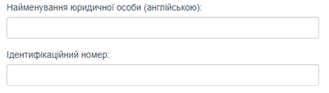 Найменування юридичної особи (англійською):
Ідентифікаційний номер: